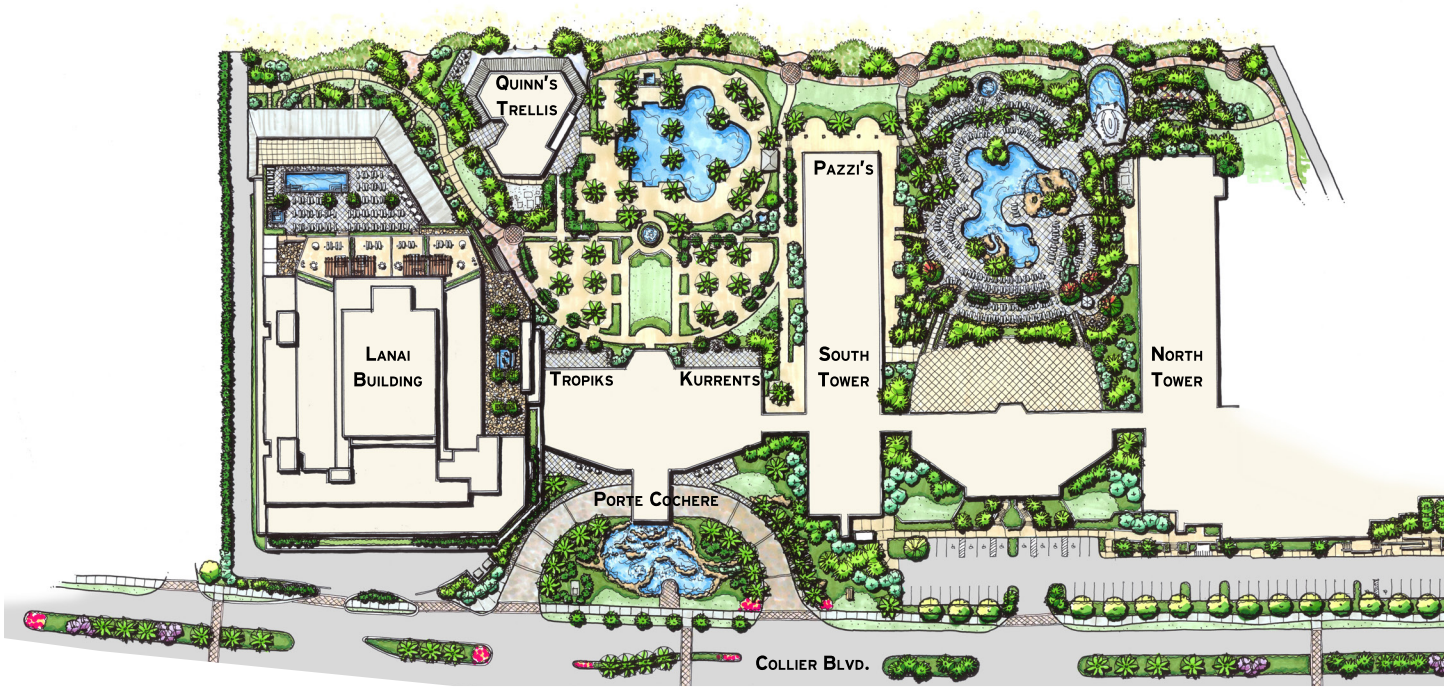 QUINN'S
TRELLIS
PAZZI'S
LANAI
BUILDING
TROPIKS
KURRENTS
SOUTH
TOWER
NORTH
TOWER
PORTE COCHERE
COLLIER BLVD.